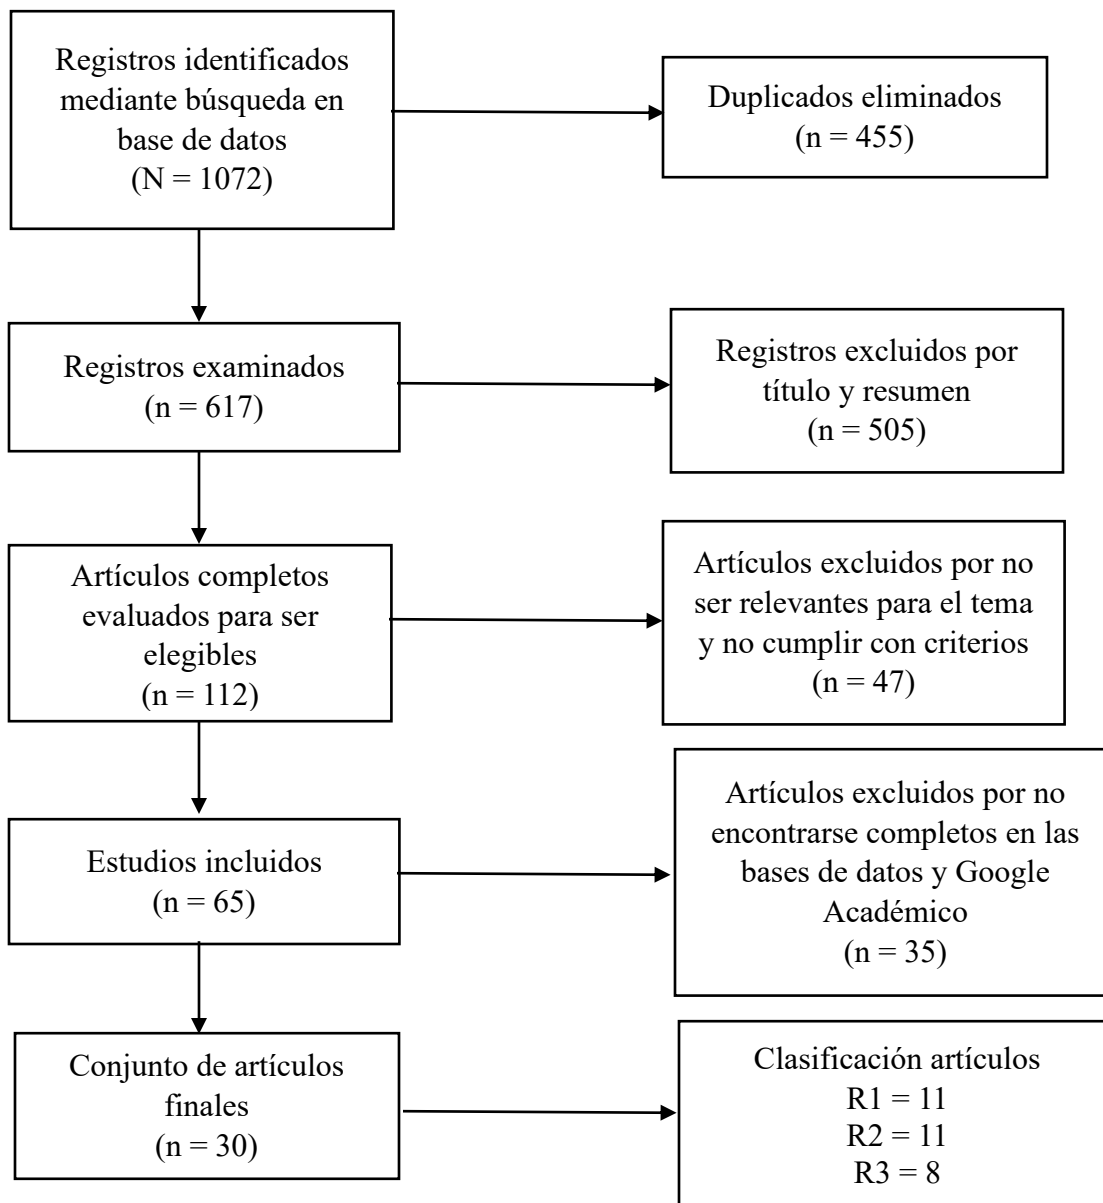 Registros identificados
mediante búsqueda en
base de datos
(N = 1072)
Duplicados eliminados
(n = 455)
Registros examinados
(n = 617)
Registros excluidos por
título y resumen
(n = 505)
Artículos completos
evaluados para ser
elegibles
(n = 112)
Artículos excluidos por no
ser relevantes para el tema
y no cumplir con criterios
(n = 47)
Estudios incluidos
(n = 65)
Artículos excluidos por no
encontrarse completos en las
bases de datos y Google
Académico
(n = 35)
Conjunto de artículos
finales
(n = 30)
Clasificación artículos
R1 = 11
R2 = 11
R3 = 8